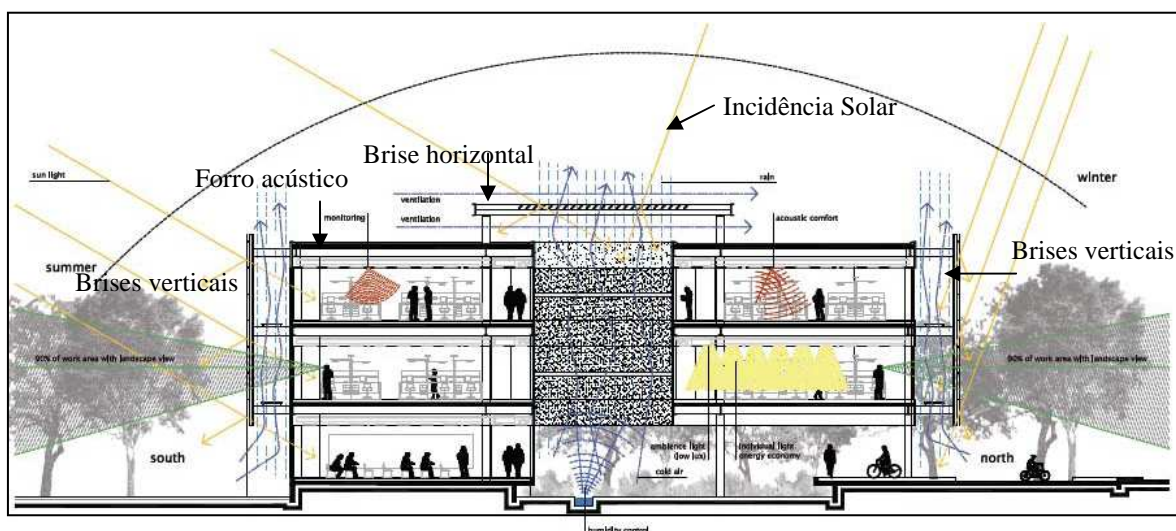 Incidência Solar
Brise horizontal
sun light
Forro acústico
rain
winter
ventilation
monitoring
ventilation
acoustic comfort
summer
Brises verticais
Brises verticais
90% of work area with landscape view
90% of work area with landscape view
south
ambience light
(low lux)
individual light
energy economy
north
cold air
humidity control